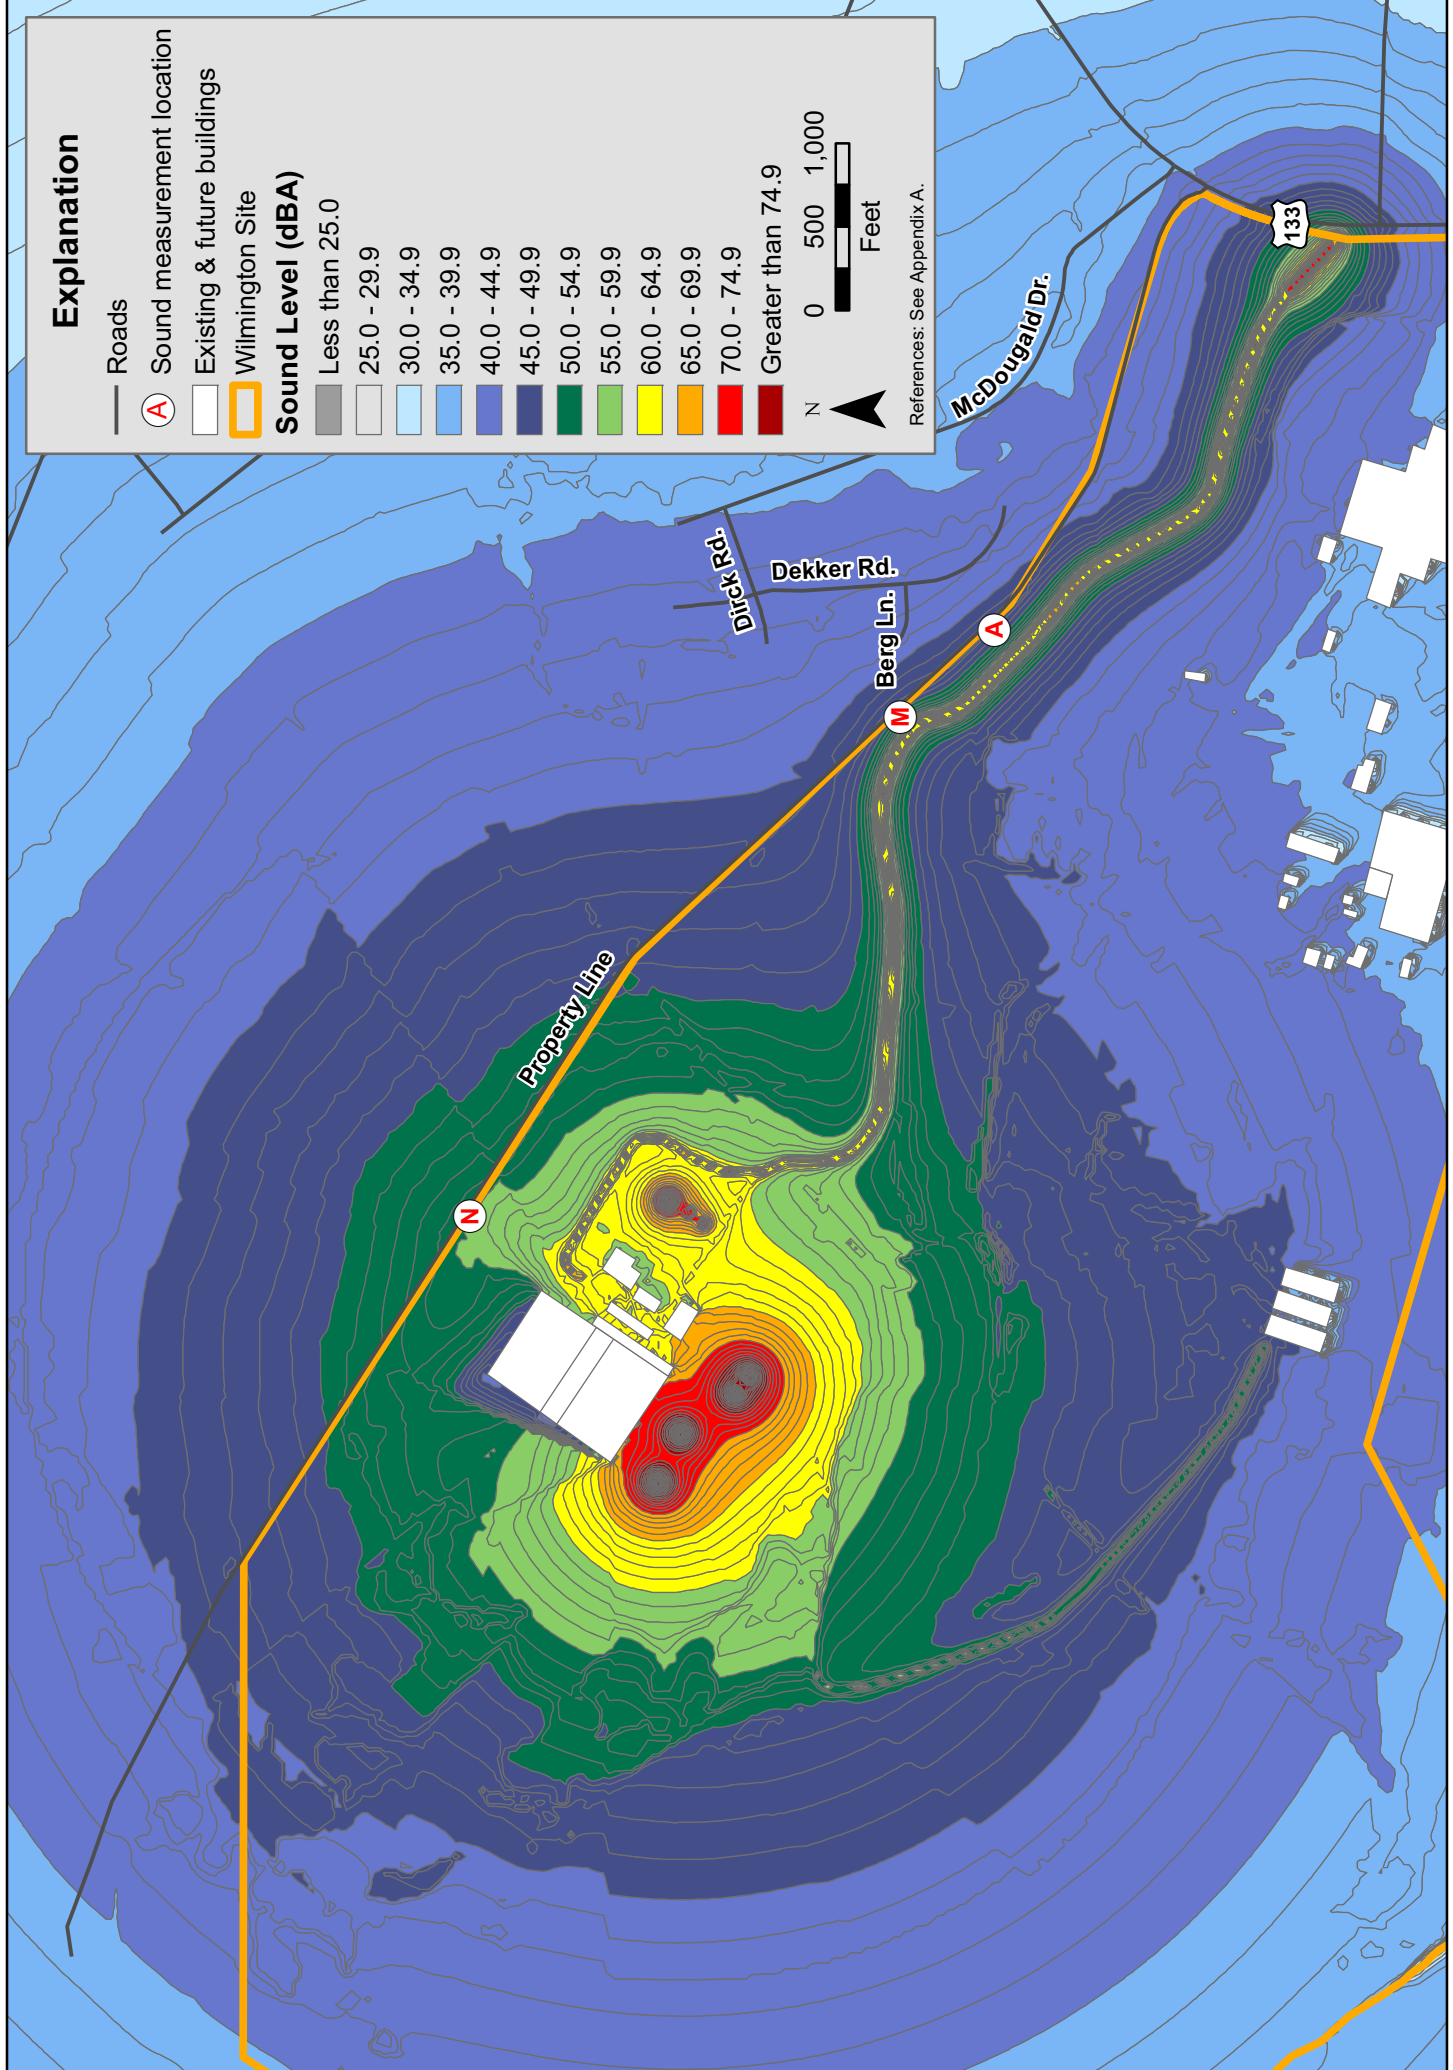 Explanation
Roads
A
Sound measurement location
Existing & future buildings
Wilmington Site
Sound Level (dBA)
Less than 25.0
25.0 - 29.9
30.0 - 34.9
35.0 - 39.9
40.0 - 44.9
45.0 - 49.9
50.0 - 54.9
55.0 - 59.9
60.0 - 64.9
65.0 - 69.9
70.0 - 74.9
Greater than 74.9
N
0 500 1,000
Feet
References: See Appendix A.
McDougald Dr.
Dirck Rd.
Dekker Rd.
Berg Ln.
133
A
M
Property Line
N